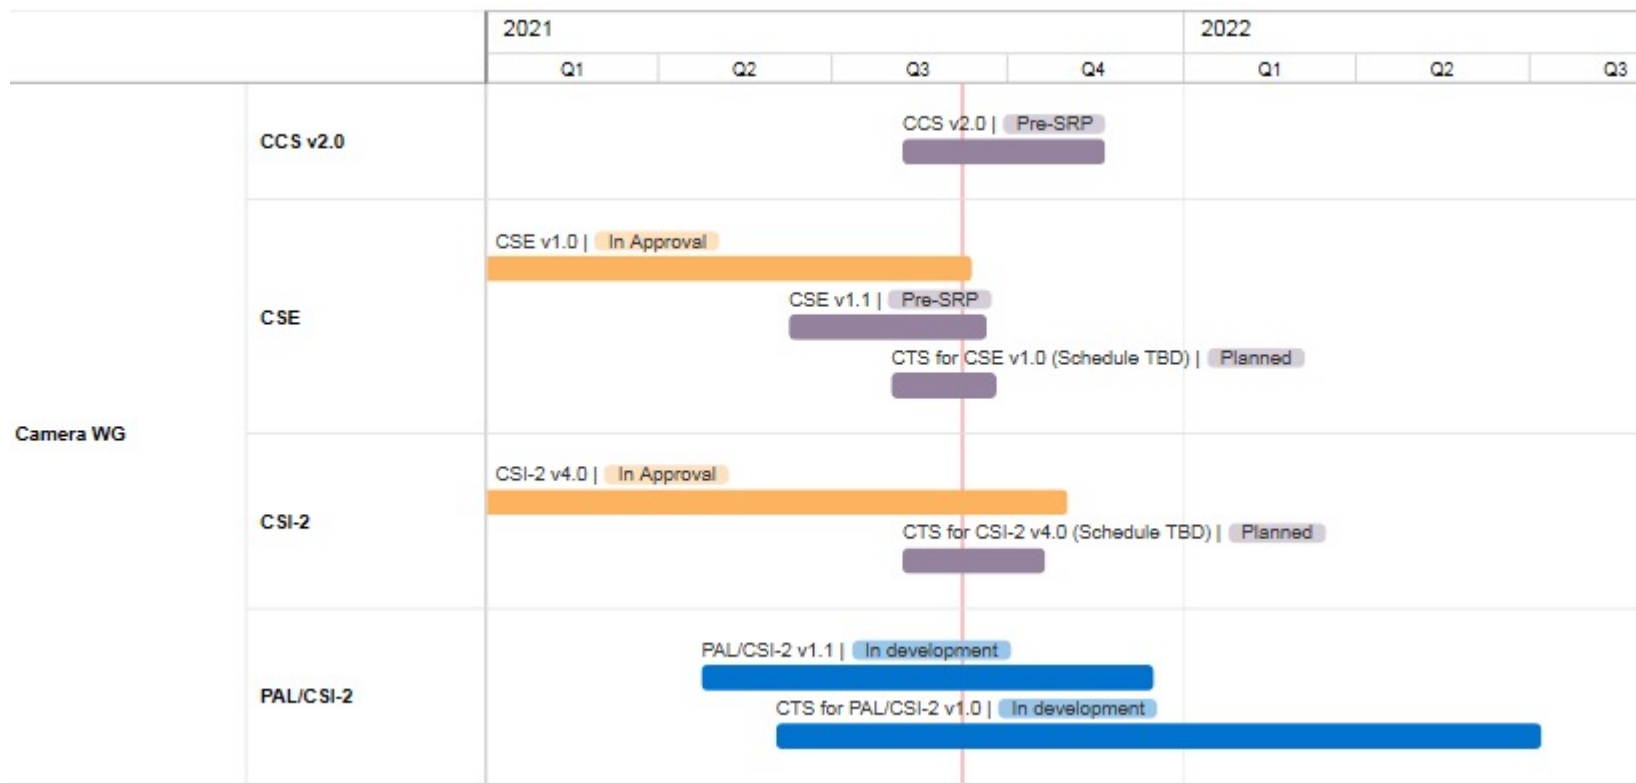 2021 2022
Q1 Q2 Q3 Q4 Q1 Q2 Q3
Camera WG
CCS v2.0
CCS v2.0 | Pre-SRP
CSE
CSE v1.0 | In Approval
CSE v1.1 | Pre-SRP
CTS for CSE v1.0 (Schedule TBD) | Planned
CSI-2
CSI-2 v4.0 | In Approval
CTS for CSI-2 v4.0 (Schedule TBD) | Planned
PAL/CSI-2
PAL/CSI-2 v1.1 | In development
CTS for PAL/CSI-2 v1.0 | In development